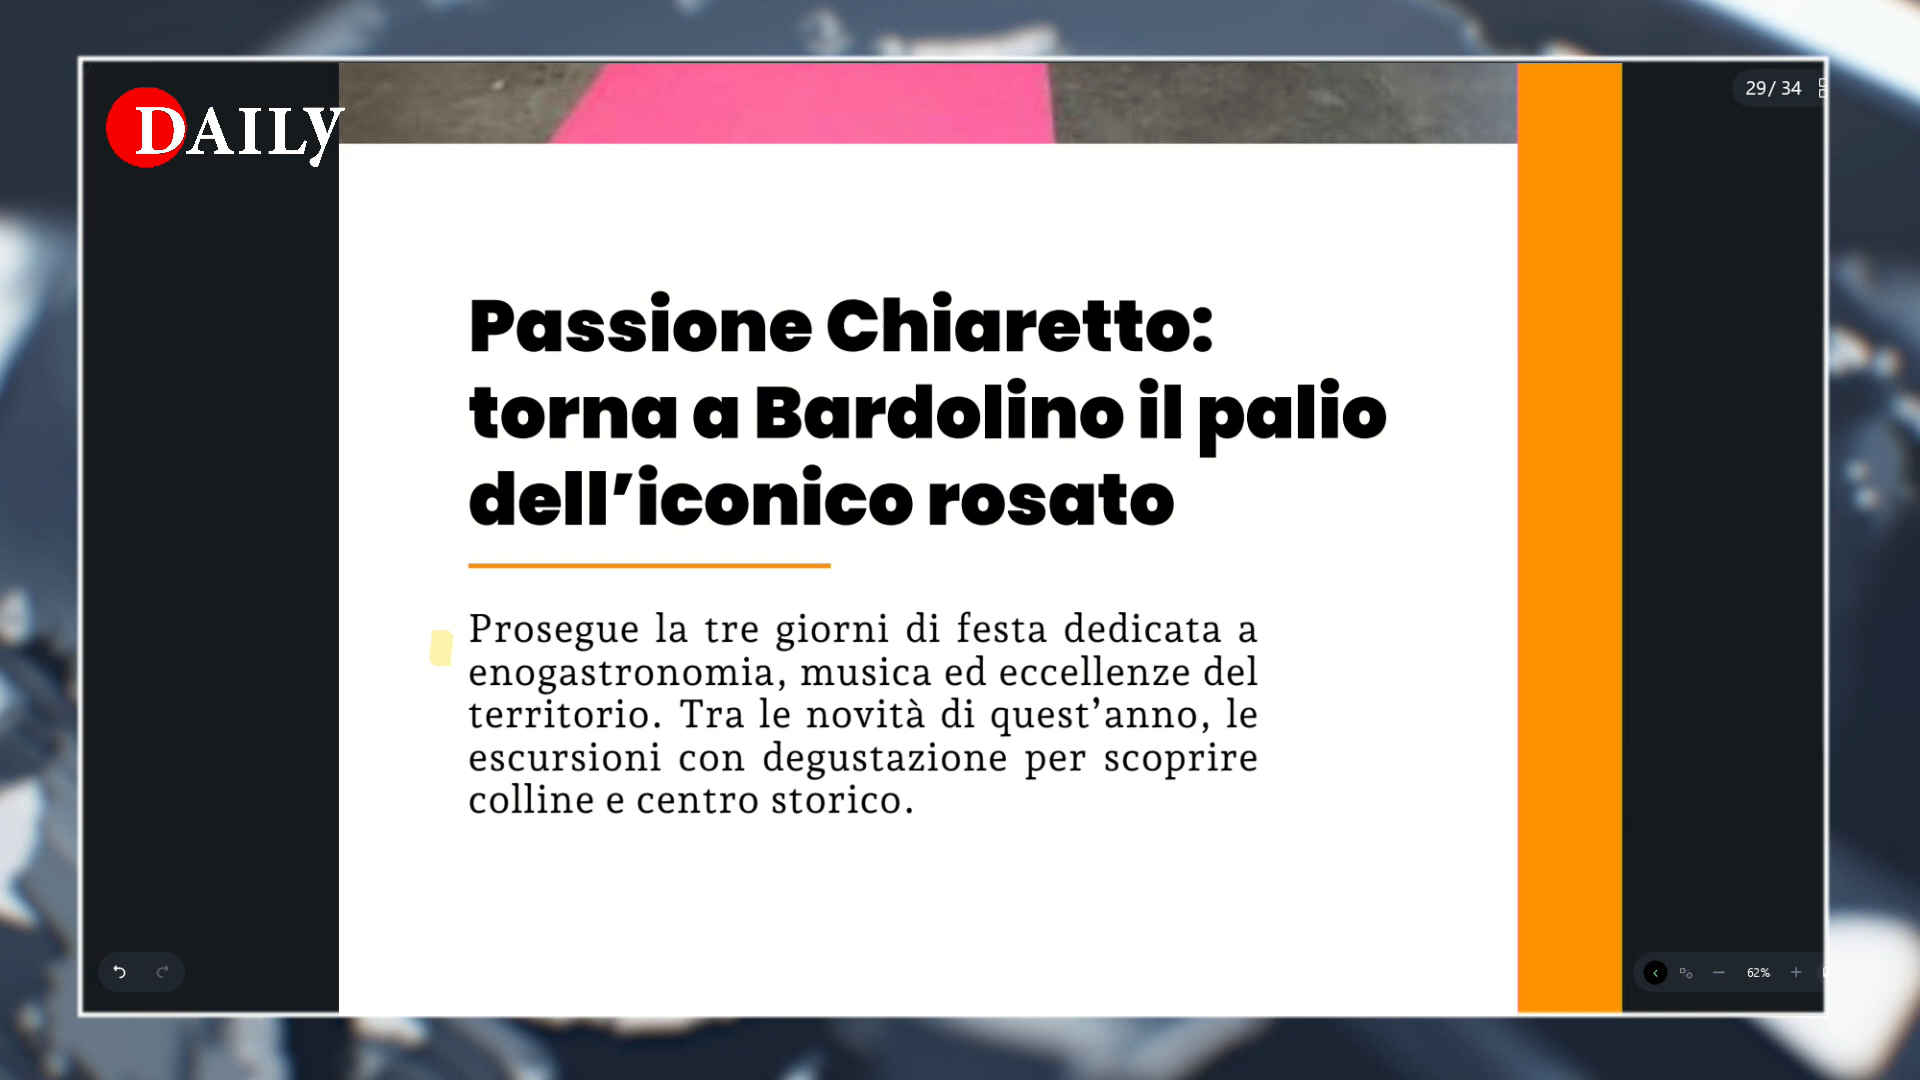 DAILy
29/ 34
Passione Chiaretto:
torna a Bardolino il palio
dell’iconico rosato
Prosegue la tre giorni di festa dedicata a
enogastronomia, musica ed eccellenze del
territorio. Tra le novità di quest’anno, le
escursioni con degustazione per scoprire
colline e centro storico.
62%